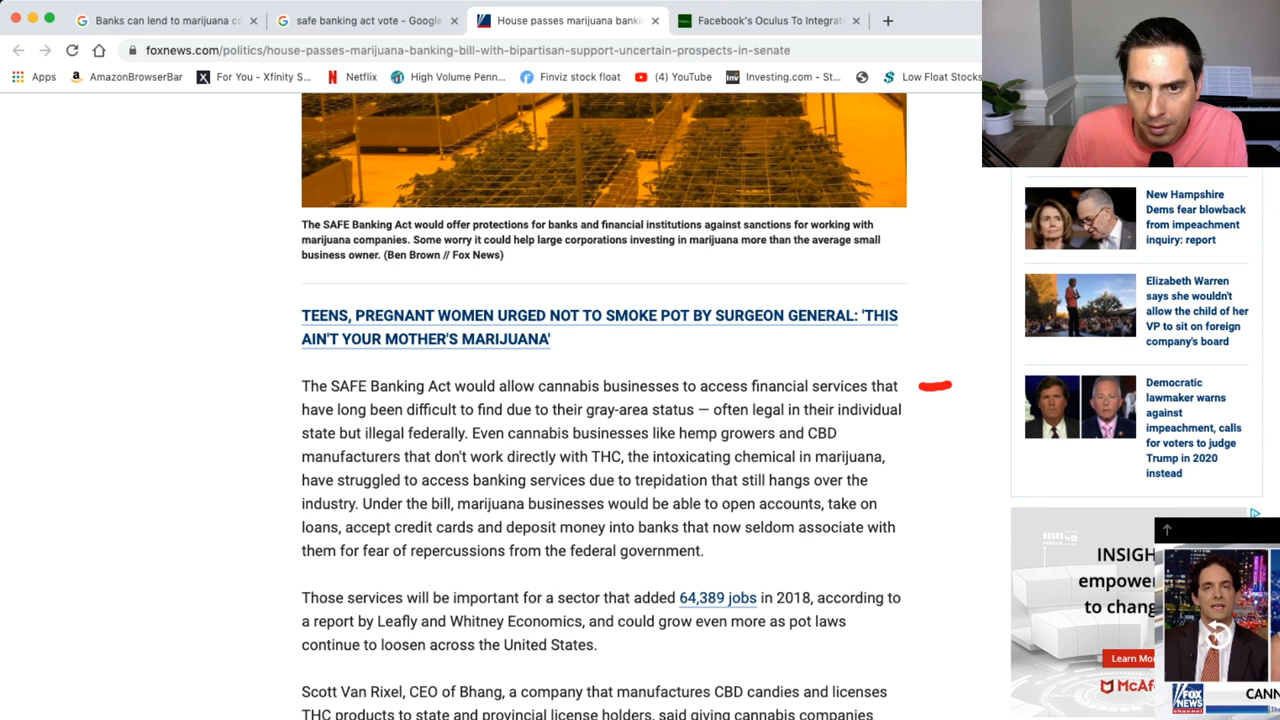 Banks can lend to marijuana co
safe banking act vote - Google
House passes marijuana banki
Facebook's Oculus To Integrat
foxnews.com/politics/house-passes-marijuana-banking-bill-with-bipartisan-support-uncertain-prospects-in-senate
Apps
AmazonBrowserBar
For You - Xfinity S...
Netflix
High Volume Penn...
Finviz stock float
(4) YouTube
Investing.com - St...
Low Float Stocks
The SAFE Banking Act would offer protections for banks and financial institutions against sanctions for working with
marijuana companies. Some worry it could help large corporations investing in marijuana more than the average small
business owner. (Ben Brown // Fox News)
TEENS, PREGNANT WOMEN URGED NOT TO SMOKE POT BY SURGEON GENERAL: 'THIS
AIN'T YOUR MOTHER'S MARIJUANA'
The SAFE Banking Act would allow cannabis businesses to access financial services that
have long been difficult to find due to their gray-area status — often legal in their individual
state but illegal federally. Even cannabis businesses like hemp growers and CBD
manufacturers that don't work directly with THC, the intoxicating chemical in marijuana,
have struggled to access banking services due to trepidation that still hangs over the
industry. Under the bill, marijuana businesses would be able to open accounts, take on
loans, accept credit cards and deposit money into banks that now seldom associate with
them for fear of repercussions from the federal government.
Those services will be important for a sector that added 64,389 jobs in 2018, according to
a report by Leafly and Whitney Economics, and could grow even more as pot laws
continue to loosen across the United States.
Scott Van Rixel, CEO of Bhang, a company that manufactures CBD candies and licenses
THC products to state and provincial license holders, said giving cannabis companies
New Hampshire
Dems fear blowback
from impeachment
inquiry: report
Elizabeth Warren
says she wouldn't
allow the child of her
VP to sit on foreign
company's board
Democratic
lawmaker warns
against
impeachment, calls
for voters to judge
Trump in 2020
instead
INSIGH
empowe
to chang
Learn Mo
McAf
FOX
NEWS
channel
CANN